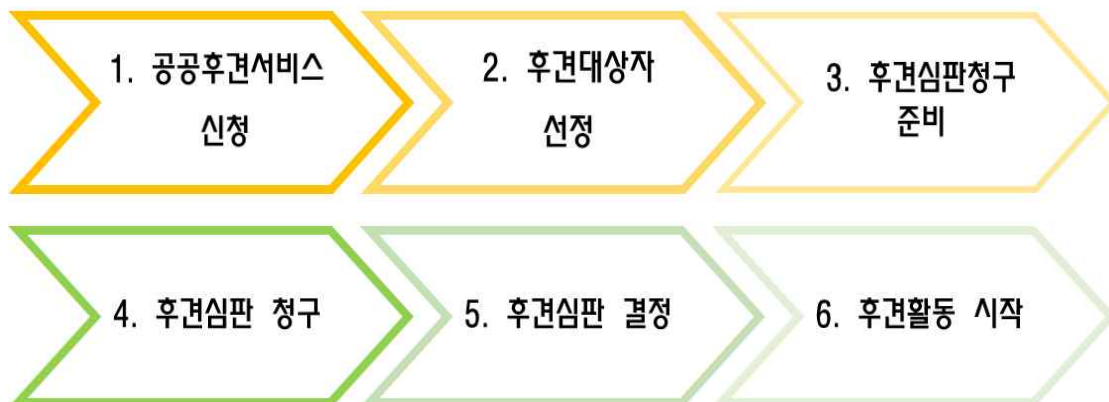 1. 공공후견서비스
신청
2. 후견대상자
선정
3. 후견심판청구
준비
4. 후견심판 청구
5. 후견심판 결정
6. 후견활동 시작